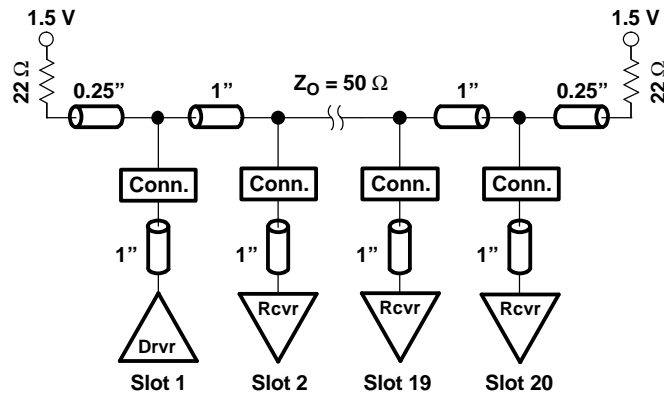 1.5 V
1.5 V
22 Ω
0.25”
1”
Z_O = 50 Ω
1”
0.25”
22 Ω
Conn.
Conn.
Conn.
Conn.
1”
1”
1”
1”
Drvr
Rcvr
Rcvr
Rcvr
Slot 1
Slot 2
Slot 19
Slot 20